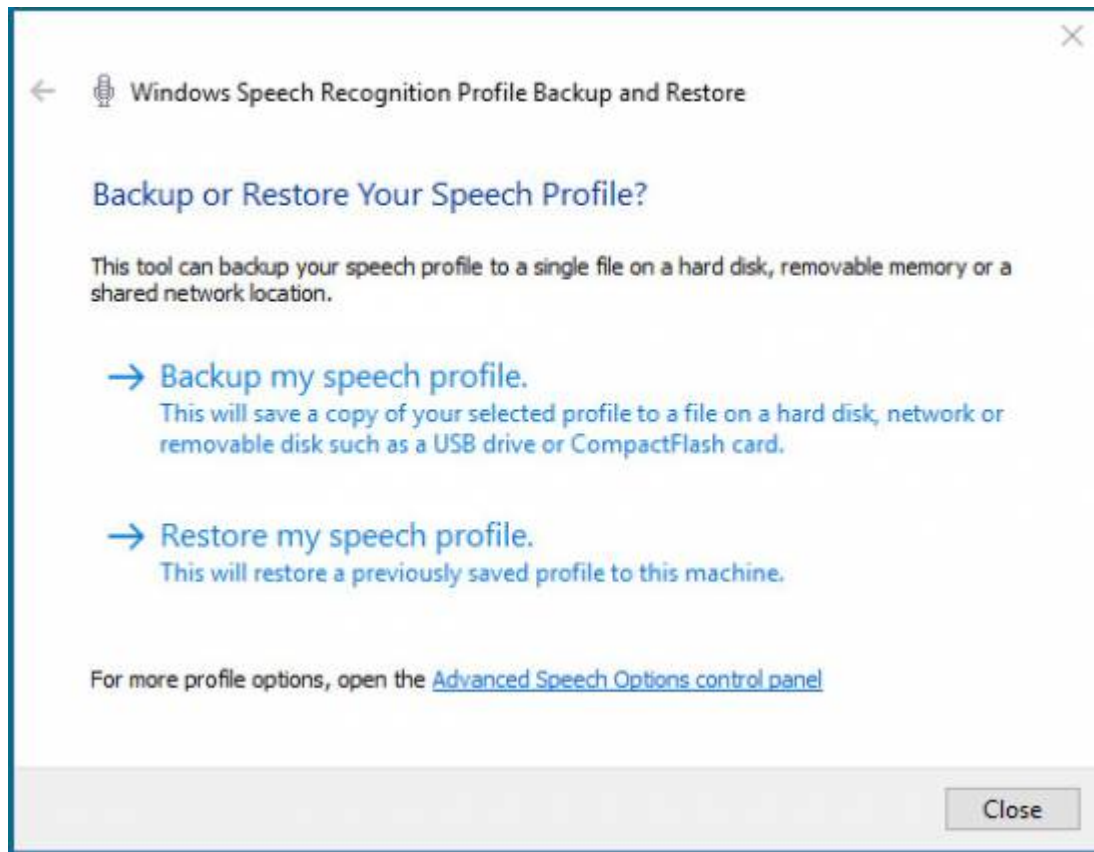 Windows Speech Recognition Profile Backup and Restore
Backup or Restore Your Speech Profile?
This tool can backup your speech profile to a single file on a hard disk, removable memory or a
shared network location.
Backup my speech profile.
This will save a copy of your selected profile to a file on a hard disk, network or
removable disk such as a USB drive or CompactFlash card.
Restore my speech profile.
This will restore a previously saved profile to this machine.
For more profile options, open the Advanced Speech Options control panel
Close